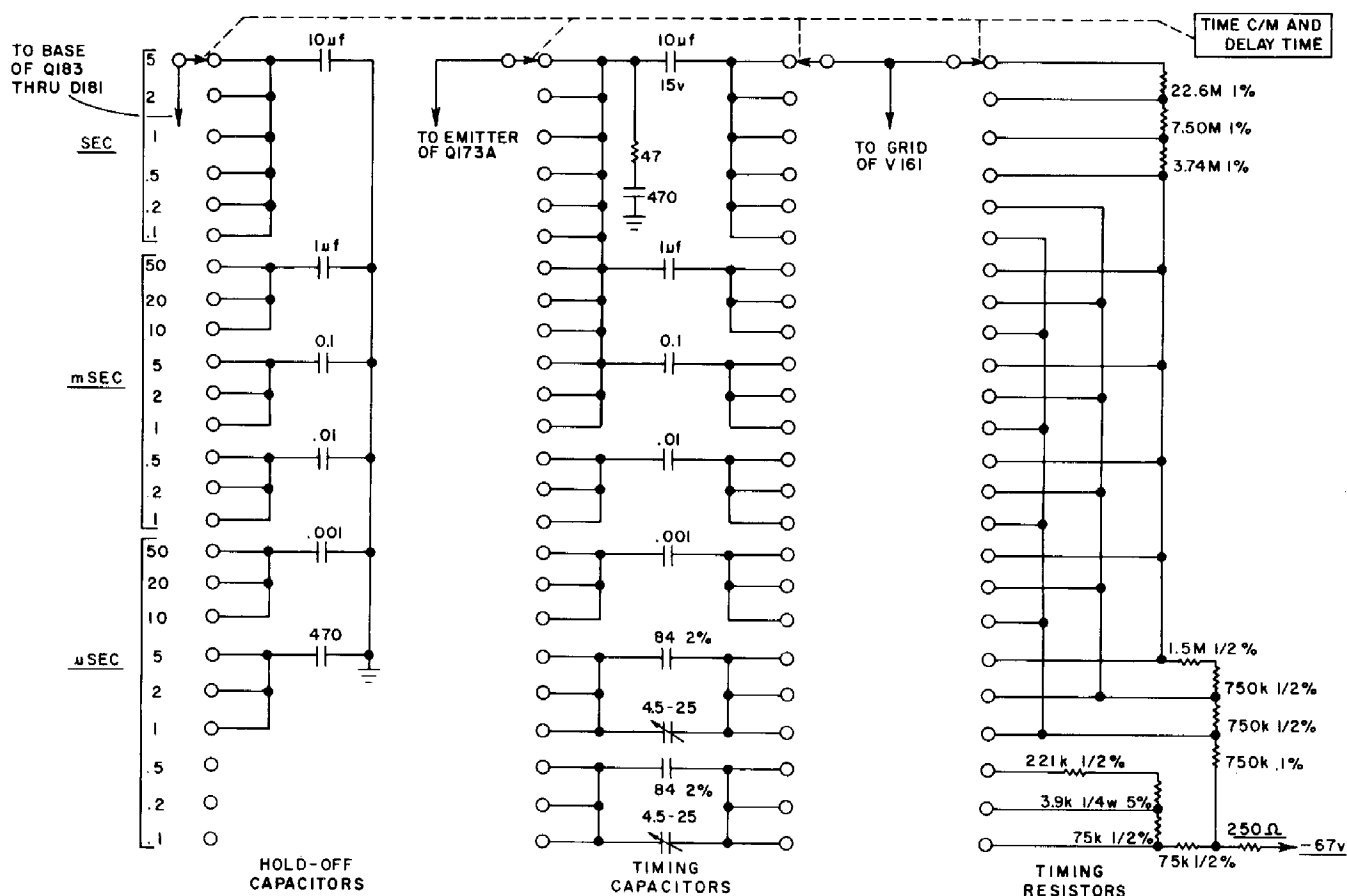 TIME C/M AND
DELAY TIME
TO BASE
OF Q183
THRU D181
5
2
1
SEC
.5
.2
.1
50
20
10
5
mSEC
2
1
.5
.2
.1
50
20
10
5
µSEC
2
1
.5
.2
.1
10µf
1µf
0.1
.01
.001
470
HOLD-OFF
CAPACITORS
TO EMITTER
OF Q173A
10µf
15v
47
470
1µf
0.1
.01
.001
84 2%
4.5-25
84 2%
4.5-25
TIMING
CAPACITORS
TO GRID
OF V161
22.6M 1%
7.50M 1%
3.74M 1%
1.5M 1/2%
750k 1/2%
750k 1/2%
750k .1%
221k 1/2%
3.9k 1/4w 5%
75k 1/2%
75k 1/2%
250Ω
-67v
TIMING
RESISTORS